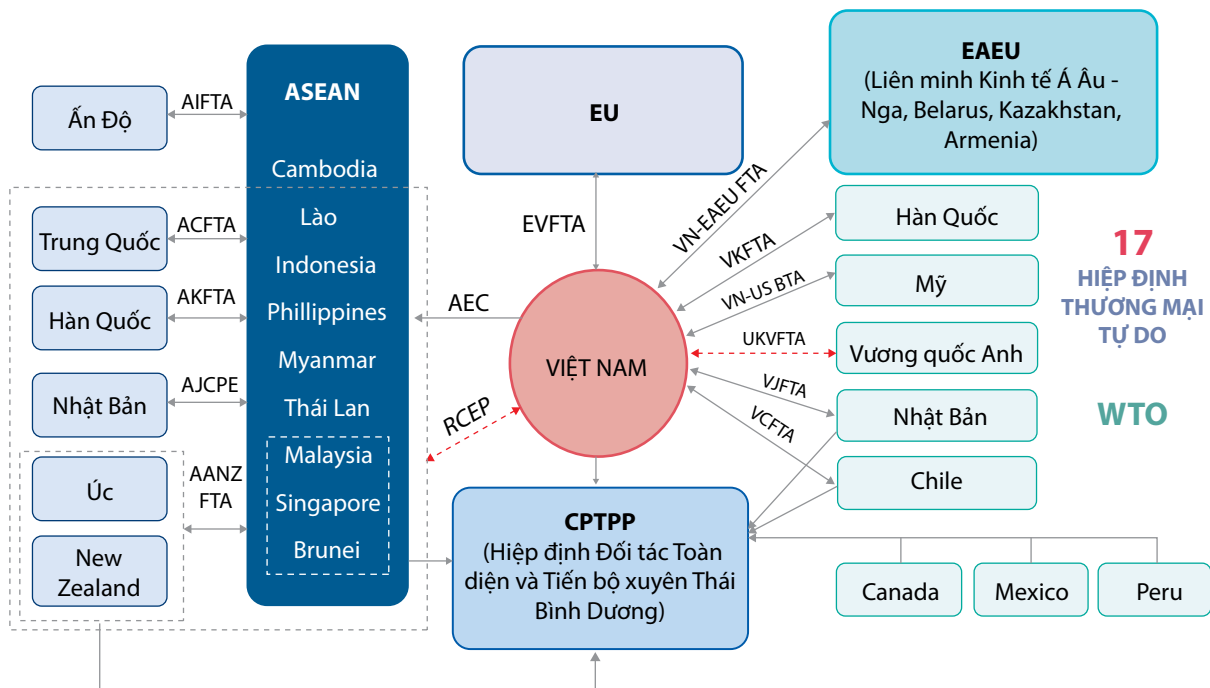 Ấn Độ
AIFTA
Trung Quốc
ACFTA
Hàn Quốc
AKFTA
Nhật Bản
AJCPE
Úc
New
Zealand
AANZ
FTA
ASEAN
Cambodia
Lào
Indonesia
Phillippines
Myanmar
Thái Lan
Malaysia
Singapore
Brunei
EU
EVFTA
AEC
RCEP
VIỆT NAM
CPTPP
(Hiệp định Đối tác Toàn
diện và Tiến bộ xuyên Thái
Bình Dương)
EAEU
(Liên minh Kinh tế Á Âu -
Nga, Belarus, Kazakhstan,
Armenia)
VN-EAEU FTA
VKFTA
Hàn Quốc
VN-US BTA
Mỹ
UKVFTA
Vương quốc Anh
VJFTA
Nhật Bản
VCFTA
Chile
Canada
Mexico
Peru
17
HIỆP ĐỊNH
THƯƠNG MẠI
TỰ DO
WTO